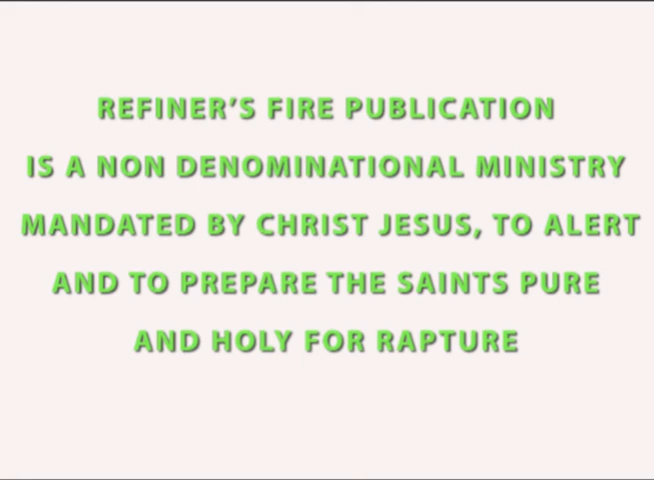 REFINER’S FIRE PUBLICATION
IS A NON DENOMINATIONAL MINISTRY
MANDATED BY CHRIST JESUS, TO ALERT
AND TO PREPARE THE SAINTS PURE
AND HOLY FOR RAPTURE